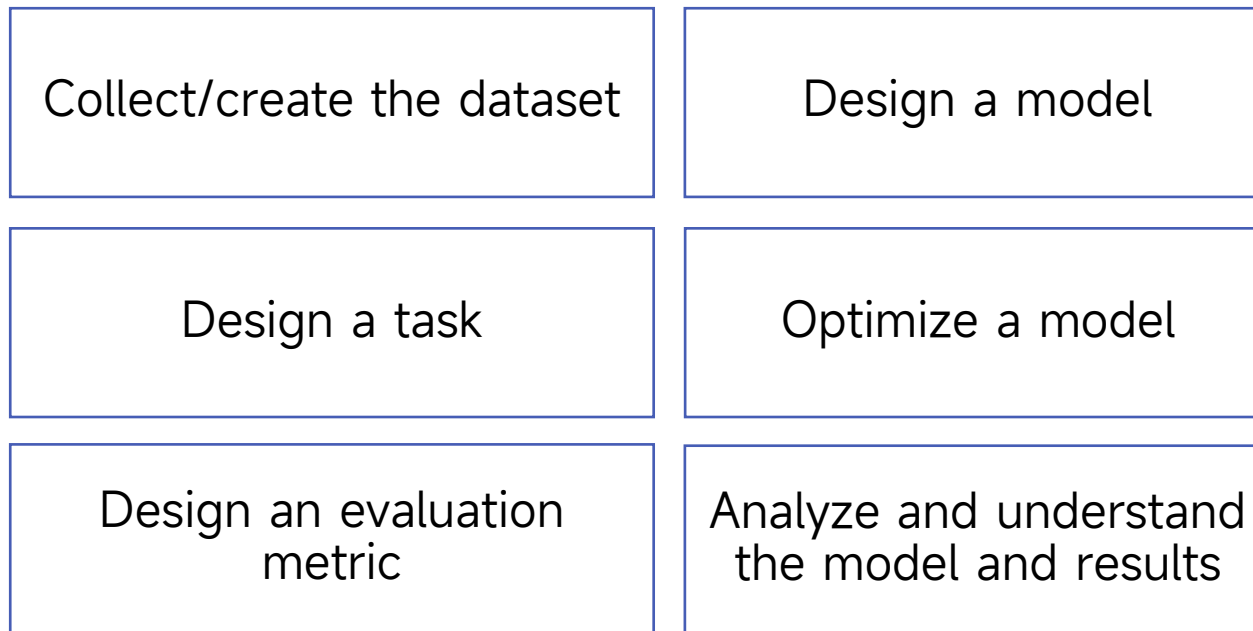 Collect/create the dataset
Design a model
Design a task
Optimize a model
Design an evaluation
metric
Analyze and understand
the model and results